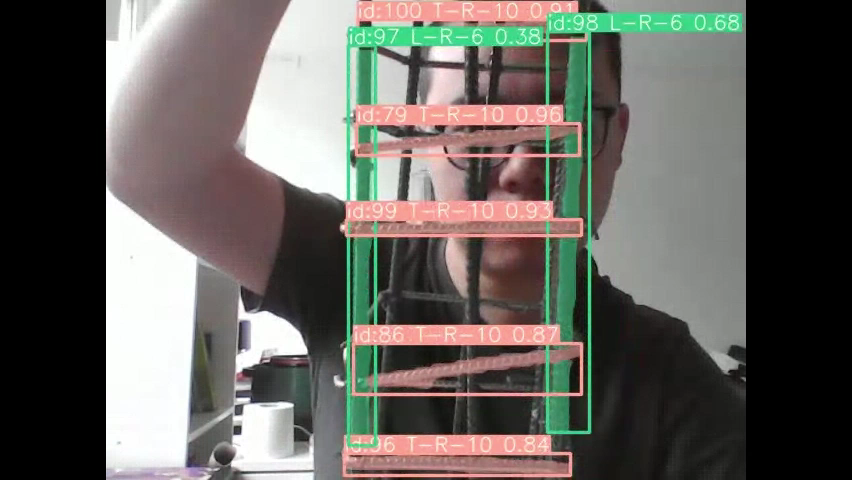 id:100 T-R-10 0.91
id:98 L-R-6 0.68
id:97 L-R-6 0.38
id:79 T-R-10 0.96
id:99 T-R-10 0.93
id:86 T-R-10 0.87
id:96 T-R-10 0.84